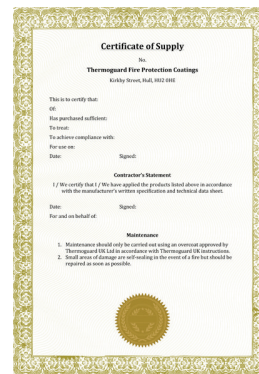 Certificate of Supply
No.
Thermoguard Fire Protection Coatings
Kirkby Street, Hull, HU2 0HE
This is to certify that:
Of:
Has purchased sufficient:
To treat:
To achieve compliance with:
For use on:
Date: Signed:
Contractor's Statement
I / We certify that I / We have applied the products listed above in accordance
with the manufacturer's written specification and technical data sheet.
Date: Signed:
For and on behalf of:
Maintenance
1. Maintenance should only be carried out using an overcoat approved by
Thermoguard UK Ltd in accordance with Thermoguard UK instructions.
2. Small areas of damage are self-sealing in the event of a fire but should be
repaired as soon as possible.